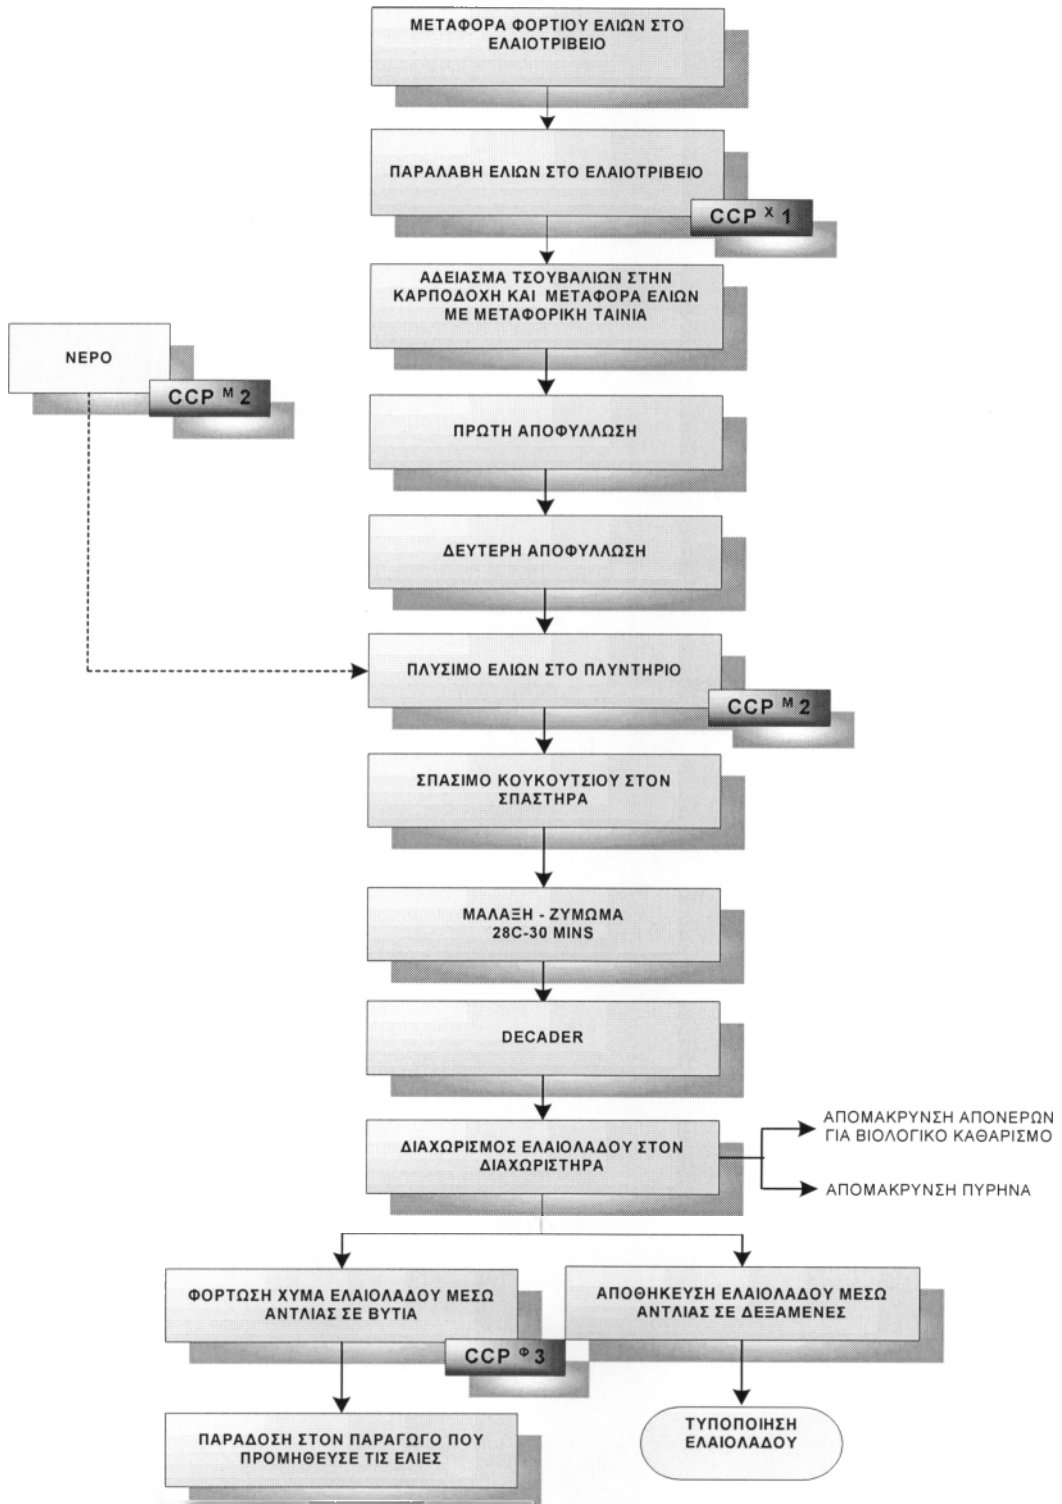 ΜΕΤΑΦΟΡΑ ΦΟΡΤΙΟΥ ΕΛΙΩΝ ΣΤΟ
ΕΛΑΙΟΤΡΙΒΕΙΟ
ΠΑΡΑΛΑΒΗ ΕΛΙΩΝ ΣΤΟ ΕΛΑΙΟΤΡΙΒΕΙΟ
CCP Χ 1
ΑΔΕΙΑΣΜΑ ΤΣΟΥΒΑΛΙΩΝ ΣΤΗΝ
ΚΑΡΠΟΔΟΧΗ ΚΑΙ ΜΕΤΑΦΟΡΑ ΕΛΙΩΝ
ΜΕ ΜΕΤΑΦΟΡΙΚΗ ΤΑΙΝΙΑ
ΝΕΡΟ
CCP Μ 2
ΠΡΩΤΗ ΑΠΟΦΥΛΛΩΣΗ
ΔΕΥΤΕΡΗ ΑΠΟΦΥΛΛΩΣΗ
ΠΛΥΣΙΜΟ ΕΛΙΩΝ ΣΤΟ ΠΛΥΝΤΗΡΙΟ
CCP Μ 2
ΣΠΑΣΙΜΟ ΚΟΥΚΟΥΤΣΙΟΥ ΣΤΟΝ
ΣΠΑΣΤΗΡΑ
ΜΑΛΑΞΗ - ΖΥΜΩΜΑ
28C-30 MINS
DECADER
ΔΙΑΧΩΡΙΣΜΟΣ ΕΛΑΙΟΛΑΔΟΥ ΣΤΟΝ
ΔΙΑΧΩΡΙΣΤΗΡΑ
ΑΠΟΜΑΚΡΥΝΣΗ ΑΠΟΝΕΡΩΝ
ΓΙΑ ΒΙΟΛΟΓΙΚΟ ΚΑΘΑΡΙΣΜΟ
ΑΠΟΜΑΚΡΥΝΣΗ ΠΥΡΗΝΑ
ΦΟΡΤΩΣΗ ΧΥΜΑ ΕΛΑΙΟΛΑΔΟΥ ΜΕΣΩ
ΑΝΤΛΙΑΣ ΣΕ ΒΥΤΙΑ
CCP Φ 3
ΑΠΟΘΗΚΕΥΣΗ ΕΛΑΙΟΛΑΔΟΥ ΜΕΣΩ
ΑΝΤΛΙΑΣ ΣΕ ΔΕΞΑΜΕΝΕΣ
ΠΑΡΑΔΟΣΗ ΣΤΟΝ ΠΑΡΑΓΩΓΟ ΠΟΥ
ΠΡΟΜΗΘΕΥΣΕ ΤΙΣ ΕΛΙΕΣ
ΤΥΠΟΠΟΙΗΣΗ
ΕΛΑΙΟΛΑΔΟΥ